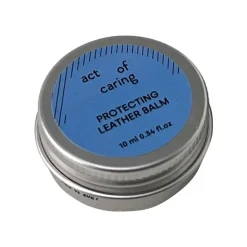 act of
caring
PROTECTING
LEATHER BALM
10 ml 0.34 fl.oz